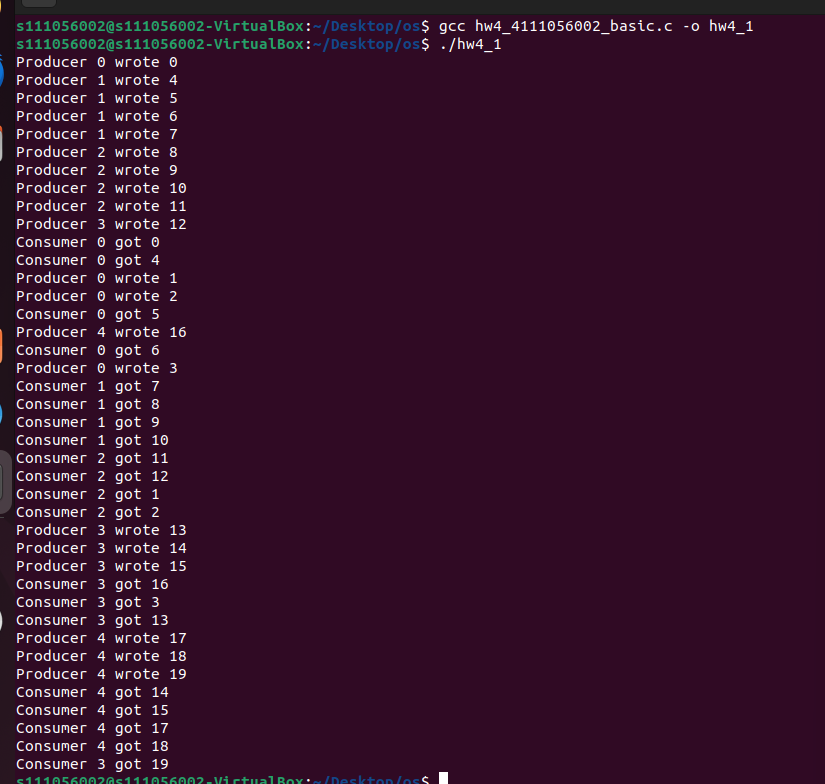 s111056002@s111056002-VirtualBox:~/Desktop/os$ gcc hw4_4111056002_basic.c -o hw4_1
s111056002@s111056002-VirtualBox:~/Desktop/os$ ./hw4_1
Producer 0 wrote 0
Producer 1 wrote 4
Producer 1 wrote 5
Producer 1 wrote 6
Producer 1 wrote 7
Producer 2 wrote 8
Producer 2 wrote 9
Producer 2 wrote 10
Producer 2 wrote 11
Producer 3 wrote 12
Consumer 0 got 0
Consumer 0 got 4
Producer 0 wrote 1
Producer 0 wrote 2
Consumer 0 got 5
Producer 4 wrote 16
Consumer 0 got 6
Producer 0 wrote 3
Consumer 1 got 7
Consumer 1 got 8
Consumer 1 got 9
Consumer 1 got 10
Consumer 2 got 11
Consumer 2 got 12
Consumer 2 got 1
Consumer 2 got 2
Producer 3 wrote 13
Producer 3 wrote 14
Producer 3 wrote 15
Consumer 3 got 16
Consumer 3 got 3
Consumer 3 got 13
Producer 4 wrote 17
Producer 4 wrote 18
Producer 4 wrote 19
Consumer 4 got 14
Consumer 4 got 15
Consumer 4 got 17
Consumer 4 got 18
Consumer 3 got 19
s111056002@s111056002-VirtualBox:~/Desktop/os$